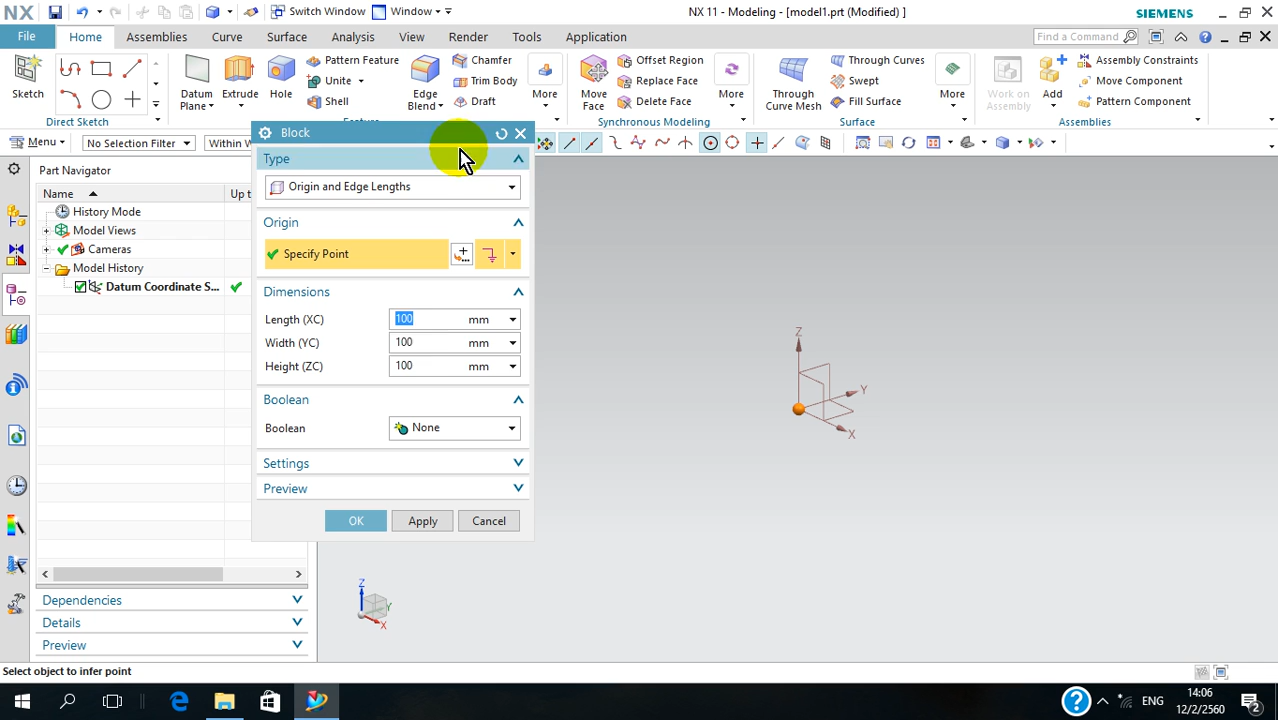 NX
Switch Window
Window
NX 11 - Modeling - [model1.prt (Modified) ]
SIEMENS
File
Home
Assemblies
Curve
Surface
Analysis
View
Render
Tools
Application
Find a Command
Sketch
Direct Sketch
Datum
Plane
Extrude
Hole
Pattern Feature
Unite
Shell
Edge
Blend
Chamfer
Trim Body
Draft
More
Move
Face
Offset Region
Replace Face
Delete Face
More
Synchronous Modeling
Through
Curve Mesh
Through Curves
Swept
Fill Surface
More
Surface
Work on
Assembly
Add
Assembly Constraints
Move Component
Pattern Component
Assemblies
Menu
No Selection Filter
Within W
Part Navigator
Name
Up t
History Mode
Model Views
Cameras
Model History
Datum Coordinate S...
Dependencies
Details
Preview
Block
Type
Origin and Edge Lengths
Origin
Specify Point
Dimensions
Length (XC) 100 mm
Width (YC) 100 mm
Height (ZC) 100 mm
Boolean
Boolean None
Settings
Preview
OK Apply Cancel
Z
Y
X
Z
Y
X
Select object to infer point
ENG
14:06
12/2/2560
2